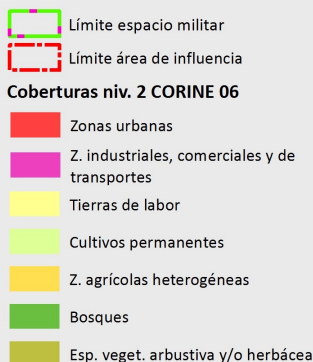 Límite espacio militar
Límite área de influencia
Coberturas niv. 2 CORINE 06
Zonas urbanas
Z. industriales, comerciales y de
transportes
Tierras de labor
Cultivos permanentes
Z. agrícolas heterogéneas
Bosques
Esp. veget. arbustiva y/o herbácea